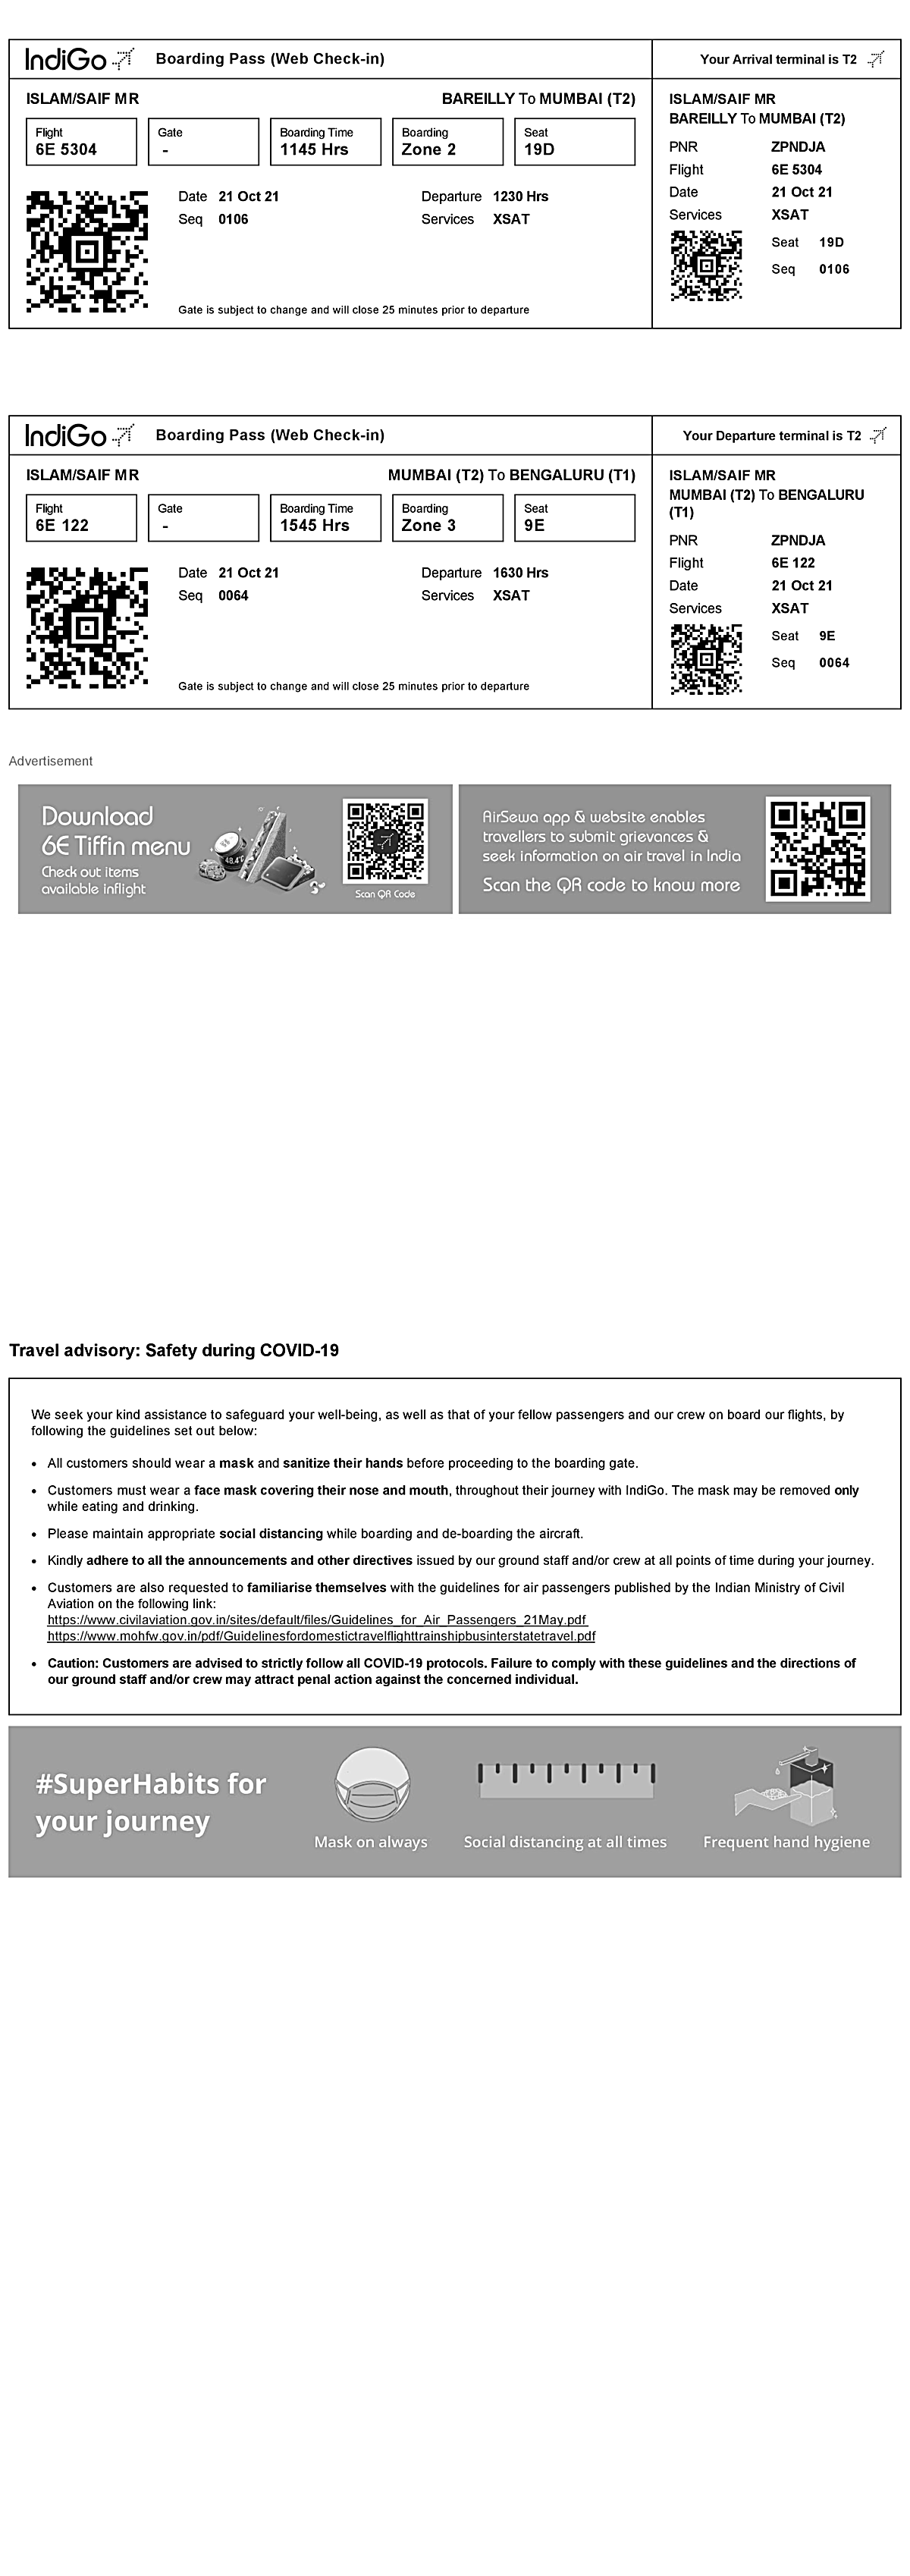 IndiGo Boarding Pass (Web Check-in)
Your Arrival terminal is T2
ISLAM/SAIF MR
BAREILLY To MUMBAI (T2)
Flight
6E 5304
Gate
-
Boarding Time
1145 Hrs
Boarding
Zone 2
Seat
19D
Date 21 Oct 21
Departure 1230 Hrs
Seq 0106
Services XSAT
Gate is subject to change and will close 25 minutes prior to departure
ISLAM/SAIF MR
BAREILLY To MUMBAI (T2)
PNR ZPNDJA
Flight 6E 5304
Date 21 Oct 21
Services XSAT
Seat 19D
Seq 0106
IndiGo Boarding Pass (Web Check-in)
Your Departure terminal is T2
ISLAM/SAIF MR
MUMBAI (T2) To BENGALURU (T1)
Flight
6E 122
Gate
-
Boarding Time
1545 Hrs
Boarding
Zone 3
Seat
9E
Date 21 Oct 21
Departure 1630 Hrs
Seq 0064
Services XSAT
Gate is subject to change and will close 25 minutes prior to departure
ISLAM/SAIF MR
MUMBAI (T2) To BENGALURU
(T1)
PNR ZPNDJA
Flight 6E 122
Date 21 Oct 21
Services XSAT
Seat 9E
Seq 0064
Advertisement
Download
6E Tiffin menu
Check out items
available inflight
Scan QR Code
AirSewa app & website enables
travellers to submit grievances &
seek information on air travel in India
Scan the QR code to know more
Travel advisory: Safety during COVID-19
We seek your kind assistance to safeguard your well-being, as well as that of your fellow passengers and our crew on board our flights, by
following the guidelines set out below:
• All customers should wear a mask and sanitize their hands before proceeding to the boarding gate.
• Customers must wear a face mask covering their nose and mouth, throughout their journey with IndiGo. The mask may be removed only
while eating and drinking.
• Please maintain appropriate social distancing while boarding and de-boarding the aircraft.
• Kindly adhere to all the announcements and other directives issued by our ground staff and/or crew at all points of time during your journey.
• Customers are also requested to familiarise themselves with the guidelines for air passengers published by the Indian Ministry of Civil
Aviation on the following link:
https://www.civilaviation.gov.in/sites/default/files/Guidelines_for_Air_Passengers_21May.pdf
https://www.mohfw.gov.in/pdf/Guidelinesfordomestictravelflighttrainshipbusinterstatetravel.pdf
• Caution: Customers are advised to strictly follow all COVID-19 protocols. Failure to comply with these guidelines and the directions of
our ground staff and/or crew may attract penal action against the concerned individual.
#SuperHabits for
your journey
Mask on always
Social distancing at all times
Frequent hand hygiene